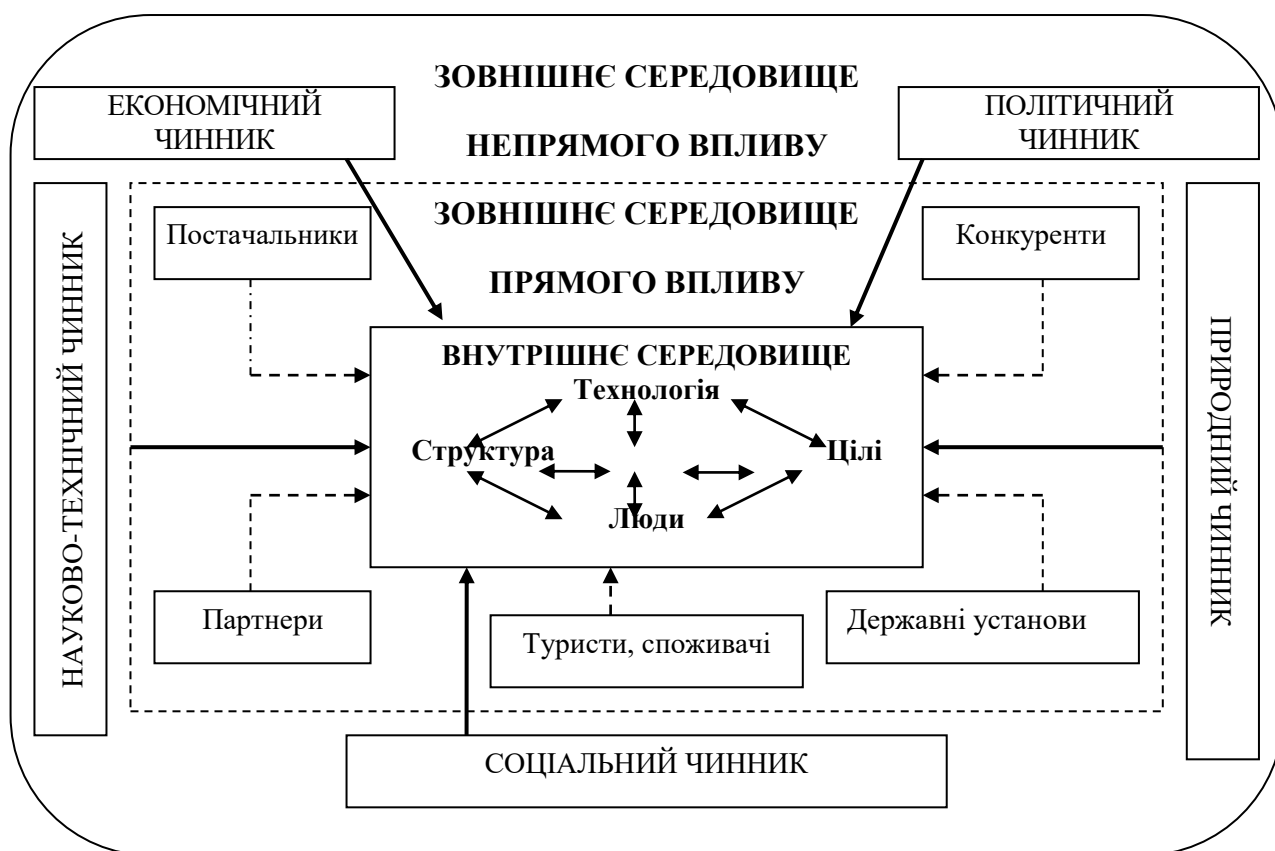 ЗОВНІШНЄ СЕРЕДОВИЩЕ
НЕПРЯМОГО ВПЛИВУ
ЕКОНОМІЧНИЙ
ЧИННИК
ПОЛІТИЧНИЙ
ЧИННИК
НАУКОВО-ТЕХНІЧНИЙ ЧИННИК
ЗОВНІШНЄ СЕРЕДОВИЩЕ
ПРЯМОГО ВПЛИВУ
Постачальники
Конкуренти
ПРИРОДНИЙ ЧИННИК
ВНУТРІШНЄ СЕРЕДОВИЩЕ
Технологія
Структура
Цілі
Люди
Партнери
Туристи, споживачі
Державні установи
СОЦІАЛЬНИЙ ЧИННИК